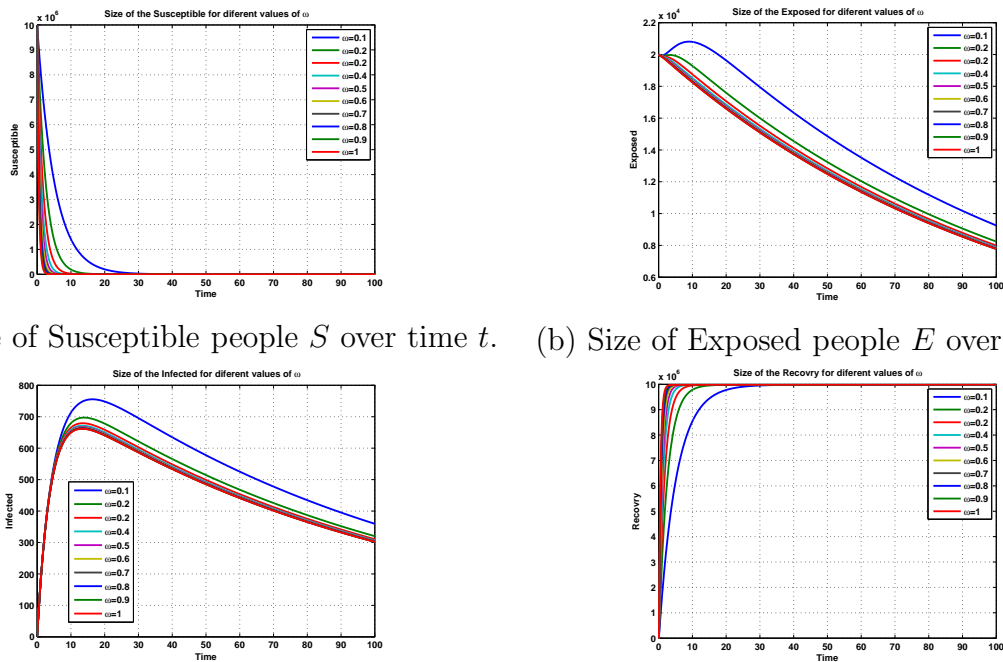 Size of the Susceptible for diferent values of ω
x 10^6
10
9
8
7
6
5
4
3
2
1
0
Susceptible
0 10 20 30 40 50 60 70 80 90 100
Time
ω=0.1
ω=0.2
ω=0.2
ω=0.4
ω=0.5
ω=0.6
ω=0.7
ω=0.8
ω=0.9
ω=1
Size of the Exposed for diferent values of ω
x 10^4
2.2
2
1.8
1.6
1.4
1.2
1
0.8
0.6
Exposed
0 10 20 30 40 50 60 70 80 90 100
Time
ω=0.1
ω=0.2
ω=0.2
ω=0.4
ω=0.5
ω=0.6
ω=0.7
ω=0.8
ω=0.9
ω=1
of Susceptible people S over time t.
(b) Size of Exposed people E over
Size of the Infected for diferent values of ω
800
700
600
500
400
300
200
100
0
Infected
0 10 20 30 40 50 60 70 80 90 100
Time
ω=0.1
ω=0.2
ω=0.2
ω=0.4
ω=0.5
ω=0.6
ω=0.7
ω=0.8
ω=0.9
ω=1
Size of the Recovry for diferent values of ω
x 10^6
10
9
8
7
6
5
4
3
2
1
0
Recovry
0 10 20 30 40 50 60 70 80 90 100
Time
ω=0.1
ω=0.2
ω=0.2
ω=0.4
ω=0.5
ω=0.6
ω=0.7
ω=0.8
ω=0.9
ω=1